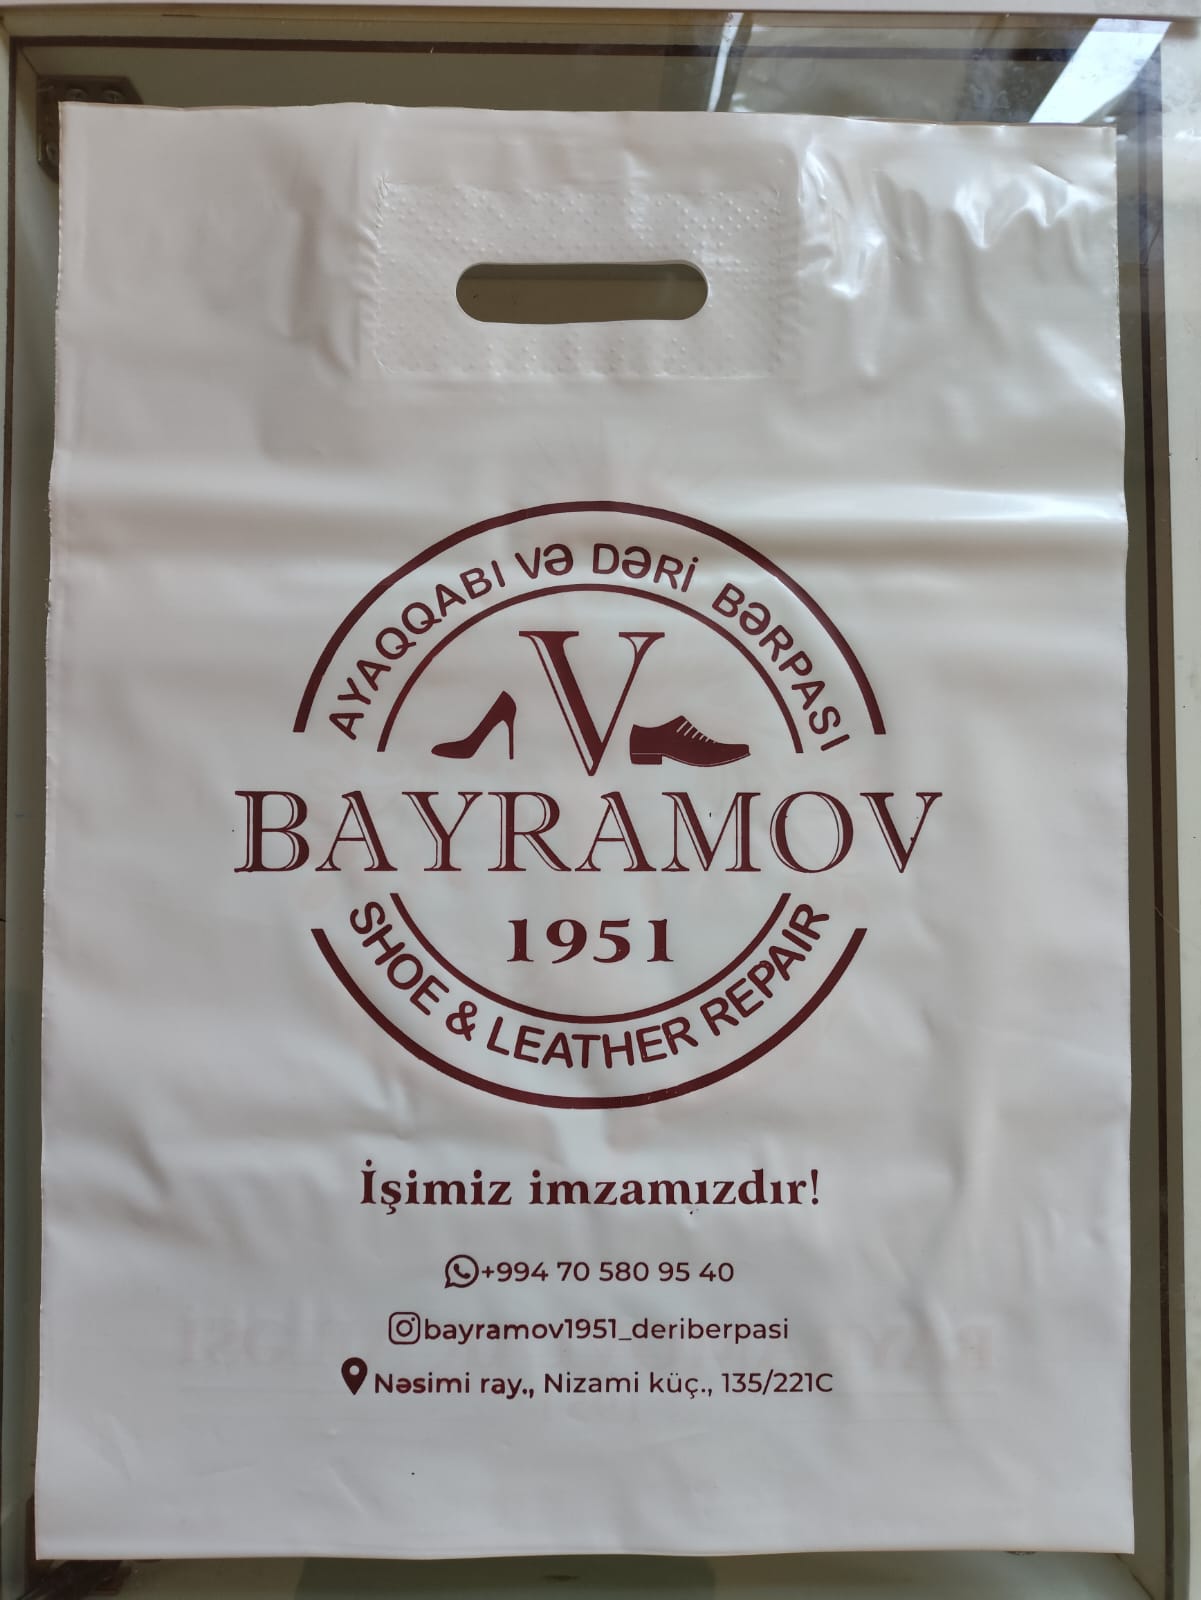 AYAQQABI VƏ DƏRİ BƏRPASI
V
BAYRAMOV
1951
SHOE & LEATHER REPAIR
İşimiz imzamızdır!
+994 70 580 95 40
bayramov1951_deriberpasi
Nəsimi ray., Nizami küç., 135/221C